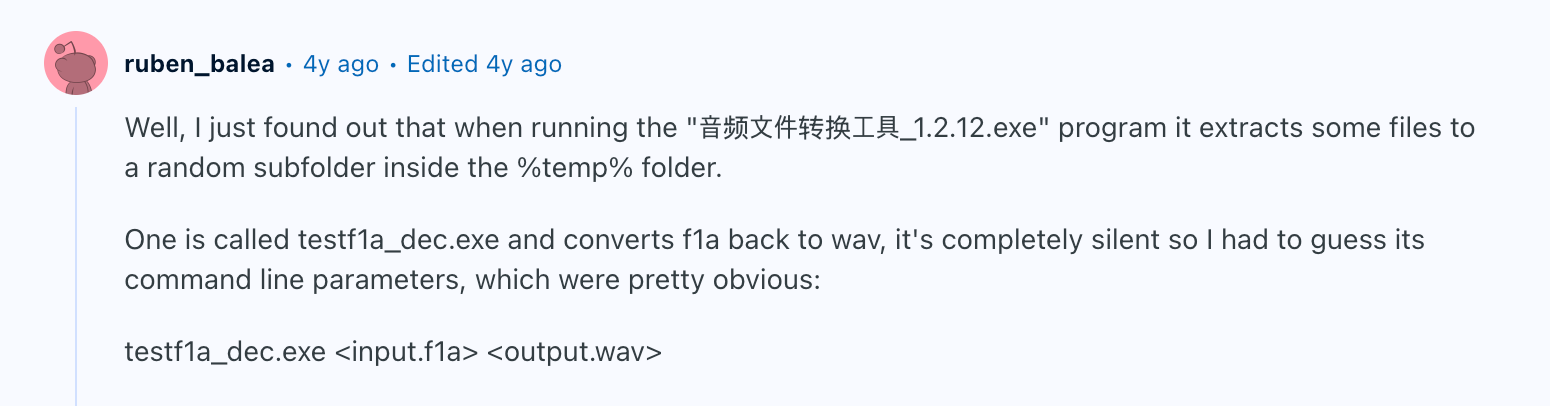 ruben_balea • 4y ago • Edited 4y ago
Well, I just found out that when running the "音频文件转换工具_1.2.12.exe" program it extracts some files to
a random subfolder inside the %temp% folder.
One is called testf1a_dec.exe and converts f1a back to wav, it's completely silent so I had to guess its
command line parameters, which were pretty obvious:
testf1a_dec.exe <input.f1a> <output.wav>